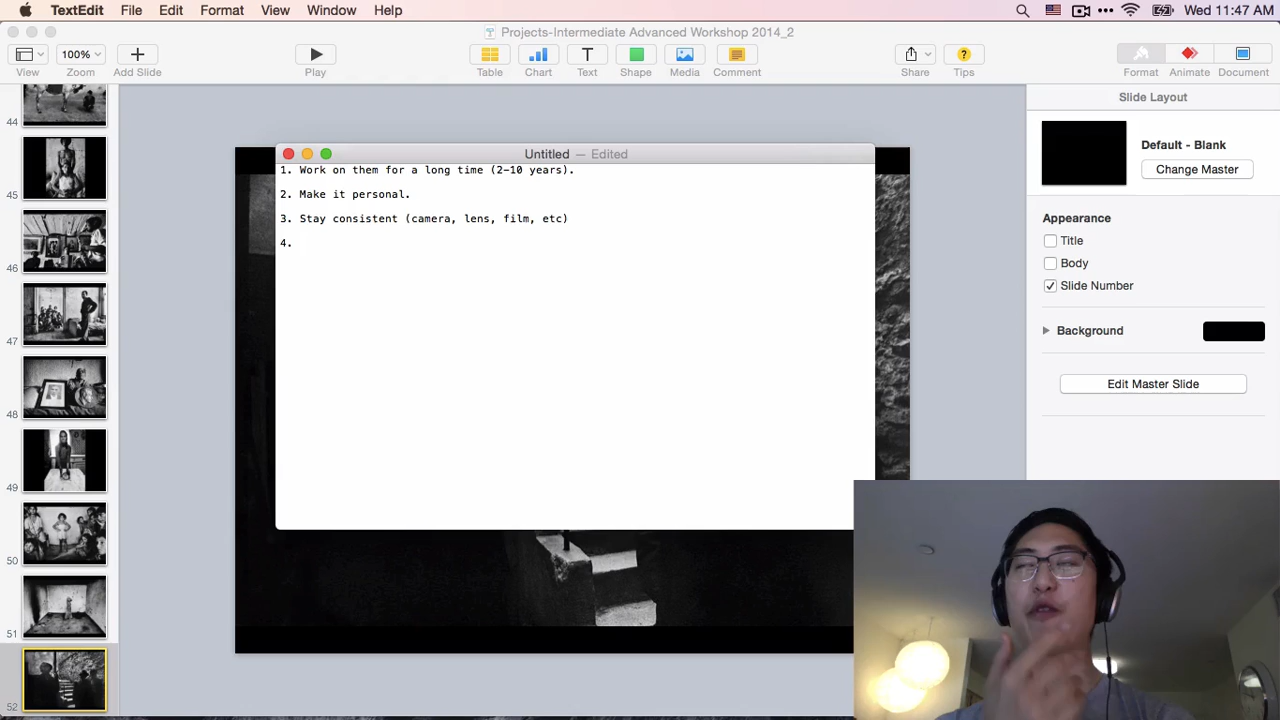 TextEdit File Edit Format View Window Help
Wed 11:47 AM
Projects-Intermediate Advanced Workshop 2014_2
100%
View Zoom Add Slide Play Table Chart Text Shape Media Comment Share Tips Format Animate Document
Slide Layout
Default - Blank
Change Master
Appearance
Title
Body
Slide Number
Background
Edit Master Slide
Untitled — Edited
1. Work on them for a long time (2-10 years).
2. Make it personal.
3. Stay consistent (camera, lens, film, etc)
4.
44
45
46
47
48
49
50
51
52